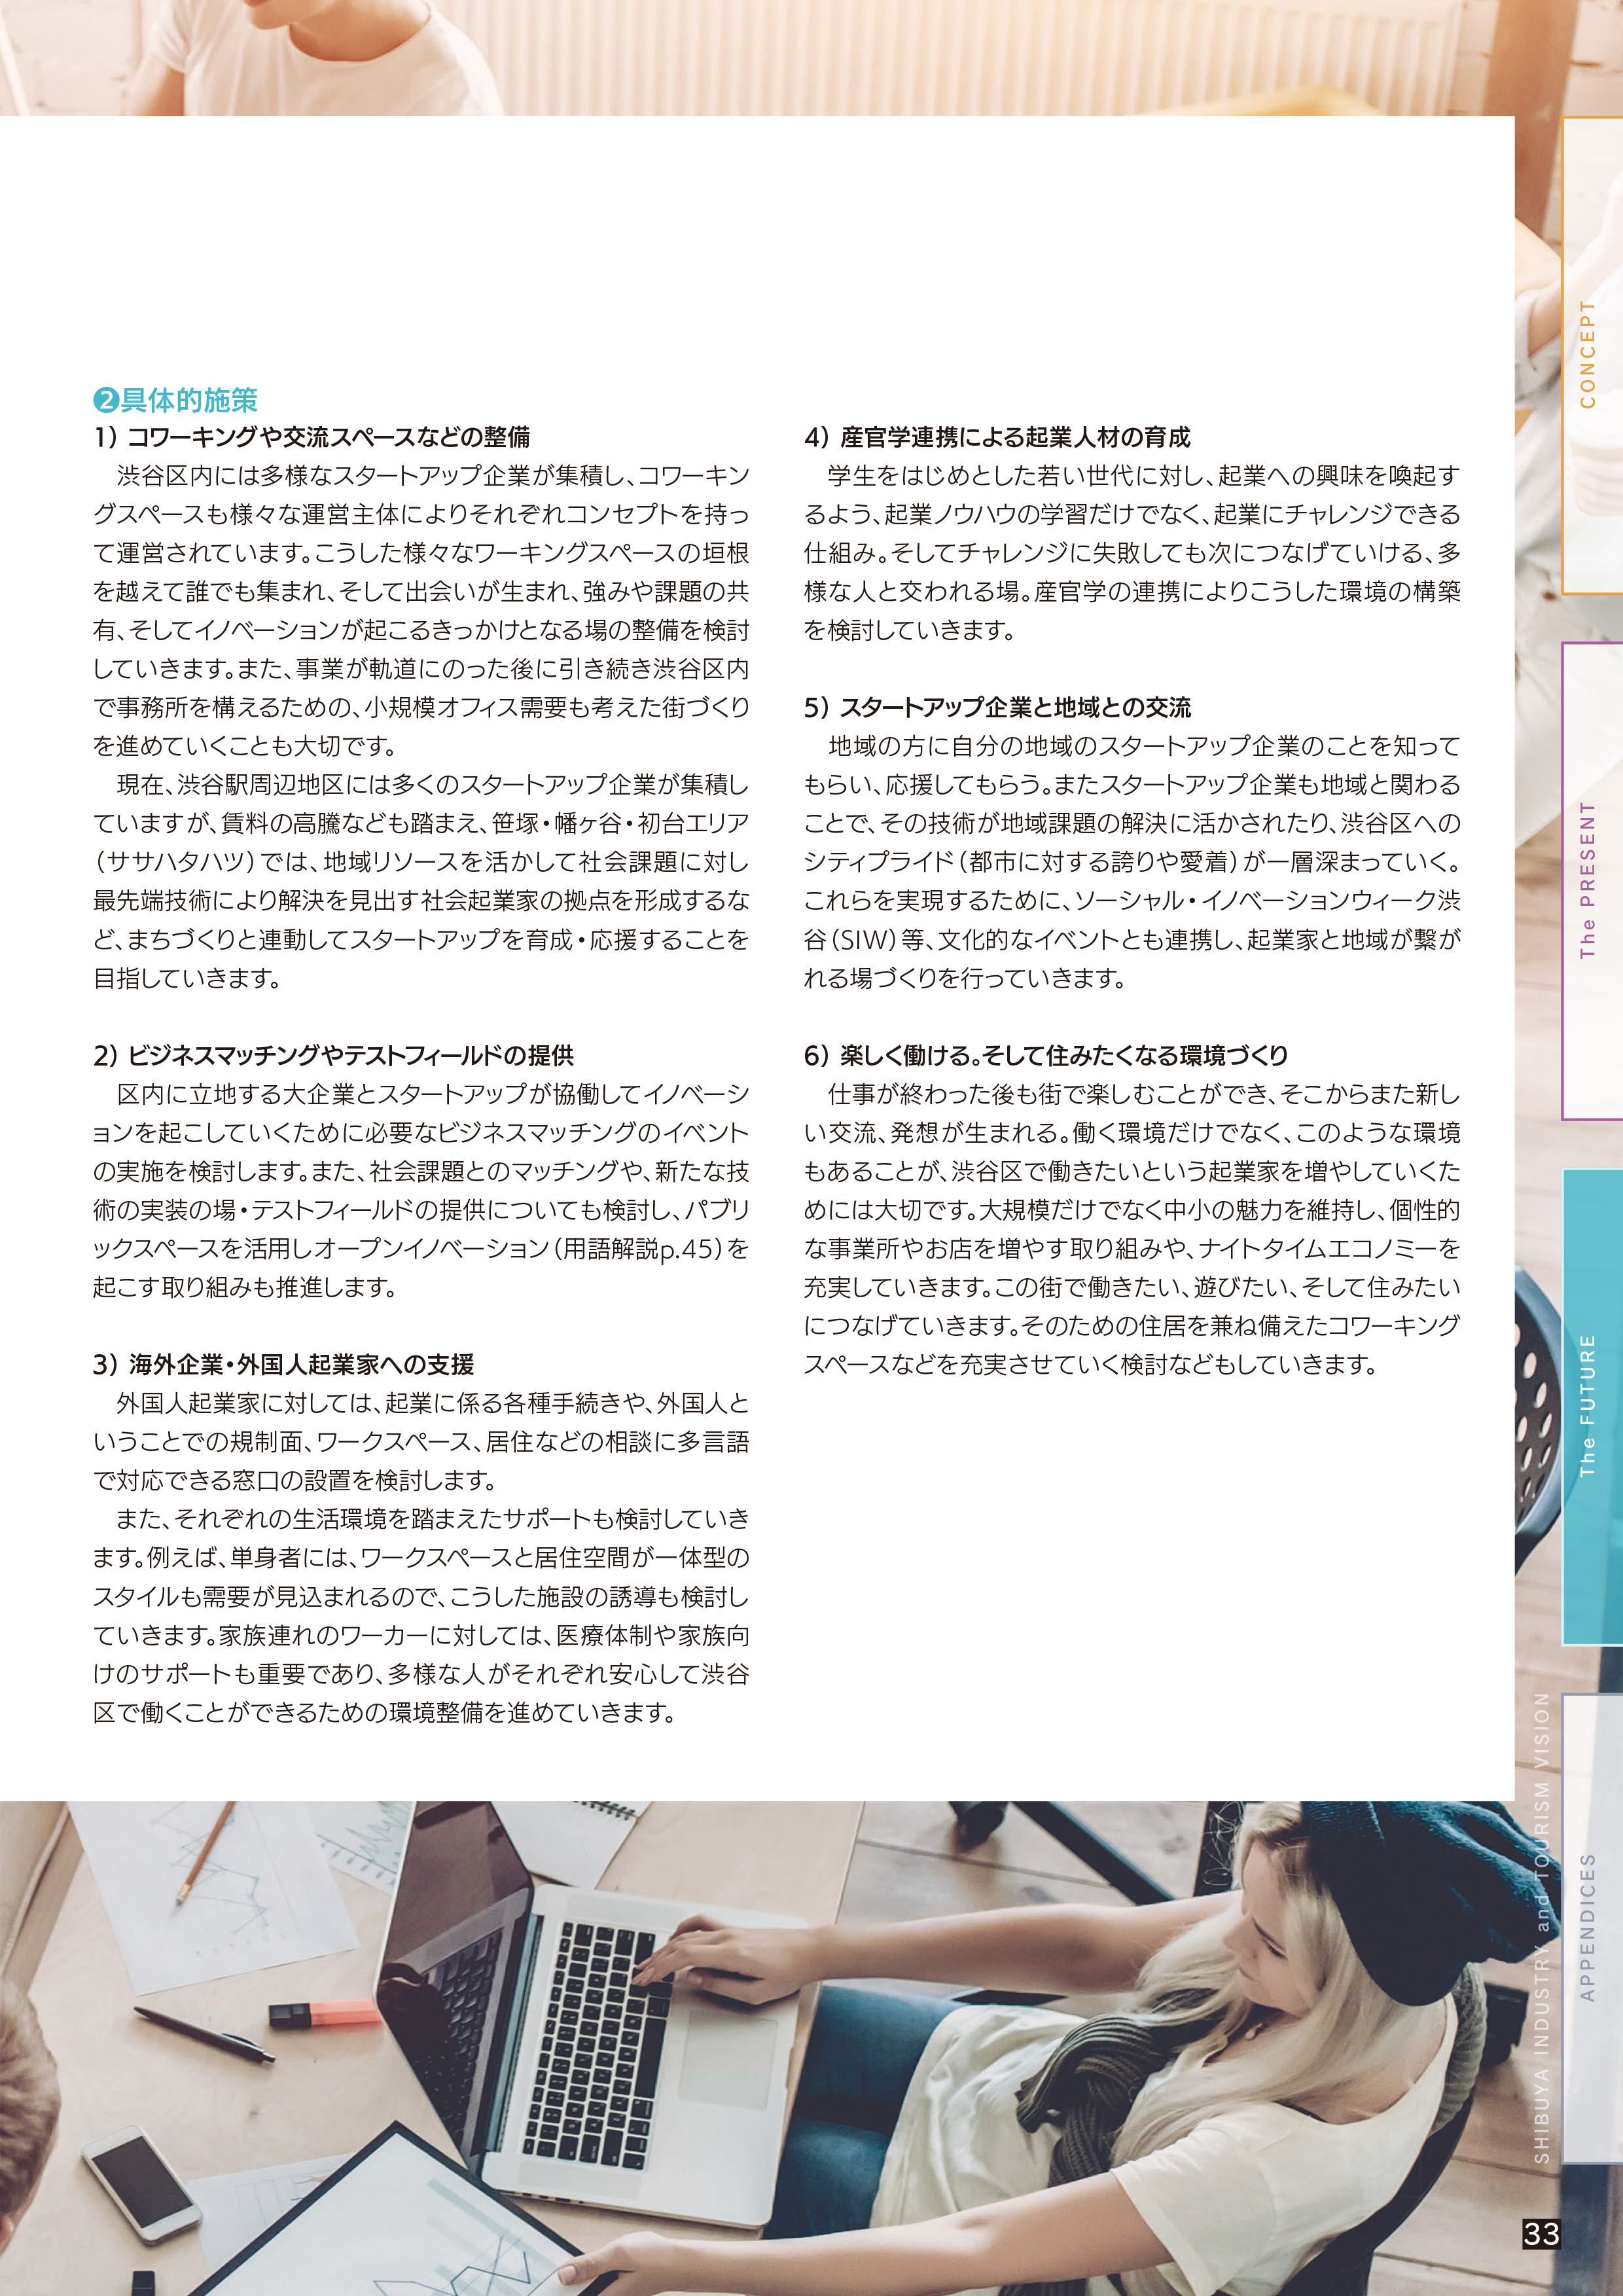 ❷具体的施策
1）コワーキングや交流スペースなどの整備
　渋谷区内には多様なスタートアップ企業が集積し、コワーキン
グスペースも様々な運営主体によりそれぞれコンセプトを持っ
て運営されています。こうした様々なワーキングスペースの垣根
を越えて誰でも集まれ、そして出会いが生まれ、強みや課題の共
有、そしてイノベーションが起こるきっかけとなる場の整備を検討
していきます。また、事業が軌道にのった後に引き続き渋谷区内
で事務所を構えるための、小規模オフィス需要も考えた街づくり
を進めていくことも大切です。
　現在、渋谷駅周辺地区には多くのスタートアップ企業が集積し
ていますが、賃料の高騰なども踏まえ、笹塚・幡ヶ谷・初台エリア
（ササハタハツ）では、地域リソースを活かして社会課題に対し
最先端技術により解決を見出す社会起業家の拠点を形成するな
ど、まちづくりと連動してスタートアップを育成・応援することを
目指していきます。
2）ビジネスマッチングやテストフィールドの提供
　区内に立地する大企業とスタートアップが協働してイノベーシ
ョンを起こしていくために必要なビジネスマッチングのイベント
の実施を検討します。また、社会課題とのマッチングや、新たな技
術の実装の場・テストフィールドの提供についても検討し、パブリ
ックスペースを活用しオープンイノベーション（用語解説p.45）を
起こす取り組みも推進します。
3）海外企業・外国人起業家への支援
　外国人起業家に対しては、起業に係る各種手続きや、外国人と
いうことでの規制面、ワークスペース、居住などの相談に多言語
で対応できる窓口の設置を検討します。
　また、それぞれの生活環境を踏まえたサポートも検討していき
ます。例えば、単身者には、ワークスペースと居住空間が一体型の
スタイルも需要が見込まれるので、こうした施設の誘導も検討し
ていきます。家族連れのワーカーに対しては、医療体制や家族向
けのサポートも重要であり、多様な人がそれぞれ安心して渋谷
区で働くことができるための環境整備を進めていきます。
4）産官学連携による起業人材の育成
　学生をはじめとした若い世代に対し、起業への興味を喚起す
るよう、起業ノウハウの学習だけでなく、起業にチャレンジできる
仕組み。そしてチャレンジに失敗しても次につなげていける、多
様な人と交われる場。産官学の連携によりこうした環境の構築
を検討していきます。
5）スタートアップ企業と地域との交流
　地域の方に自分の地域のスタートアップ企業のことを知って
もらい、応援してもらう。またスタートアップ企業も地域と関わる
ことで、その技術が地域課題の解決に活かされたり、渋谷区への
シティプライド（都市に対する誇りや愛着）が一層深まっていく。
これらを実現するために、ソーシャル・イノベーションウィーク渋
谷（SIW）等、文化的なイベントとも連携し、起業家と地域が繋が
れる場づくりを行っていきます。
6）楽しく働ける。そして住みたくなる環境づくり
　仕事が終わった後も街で楽しむことができ、そこからまた新し
い交流、発想が生まれる。働く環境だけでなく、このような環境
もあることが、渋谷区で働きたいという起業家を増やしていくた
めには大切です。大規模だけでなく中小の魅力を維持し、個性的
な事業所やお店を増やす取り組みや、ナイトタイムエコノミーを
充実していきます。この街で働きたい、遊びたい、そして住みたい
につなげていきます。そのための住居を兼ね備えたコワーキング
スペースなどを充実させていく検討などもしていきます。
CONCEPT
The PRESENT
The FUTURE
APPENDICES
SHIBUYA INDUSTRY and TOURISM VISION
33